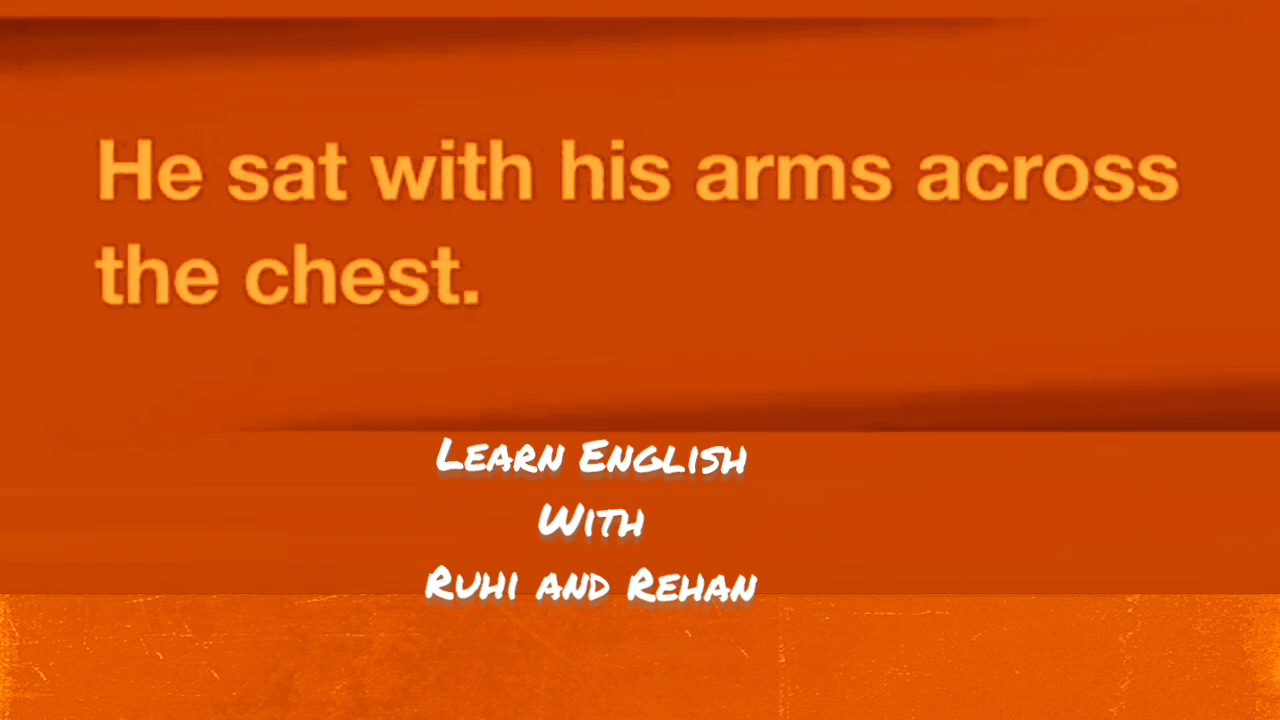 He sat with his arms across
the chest.
Learn English
With
Ruhi and Rehan